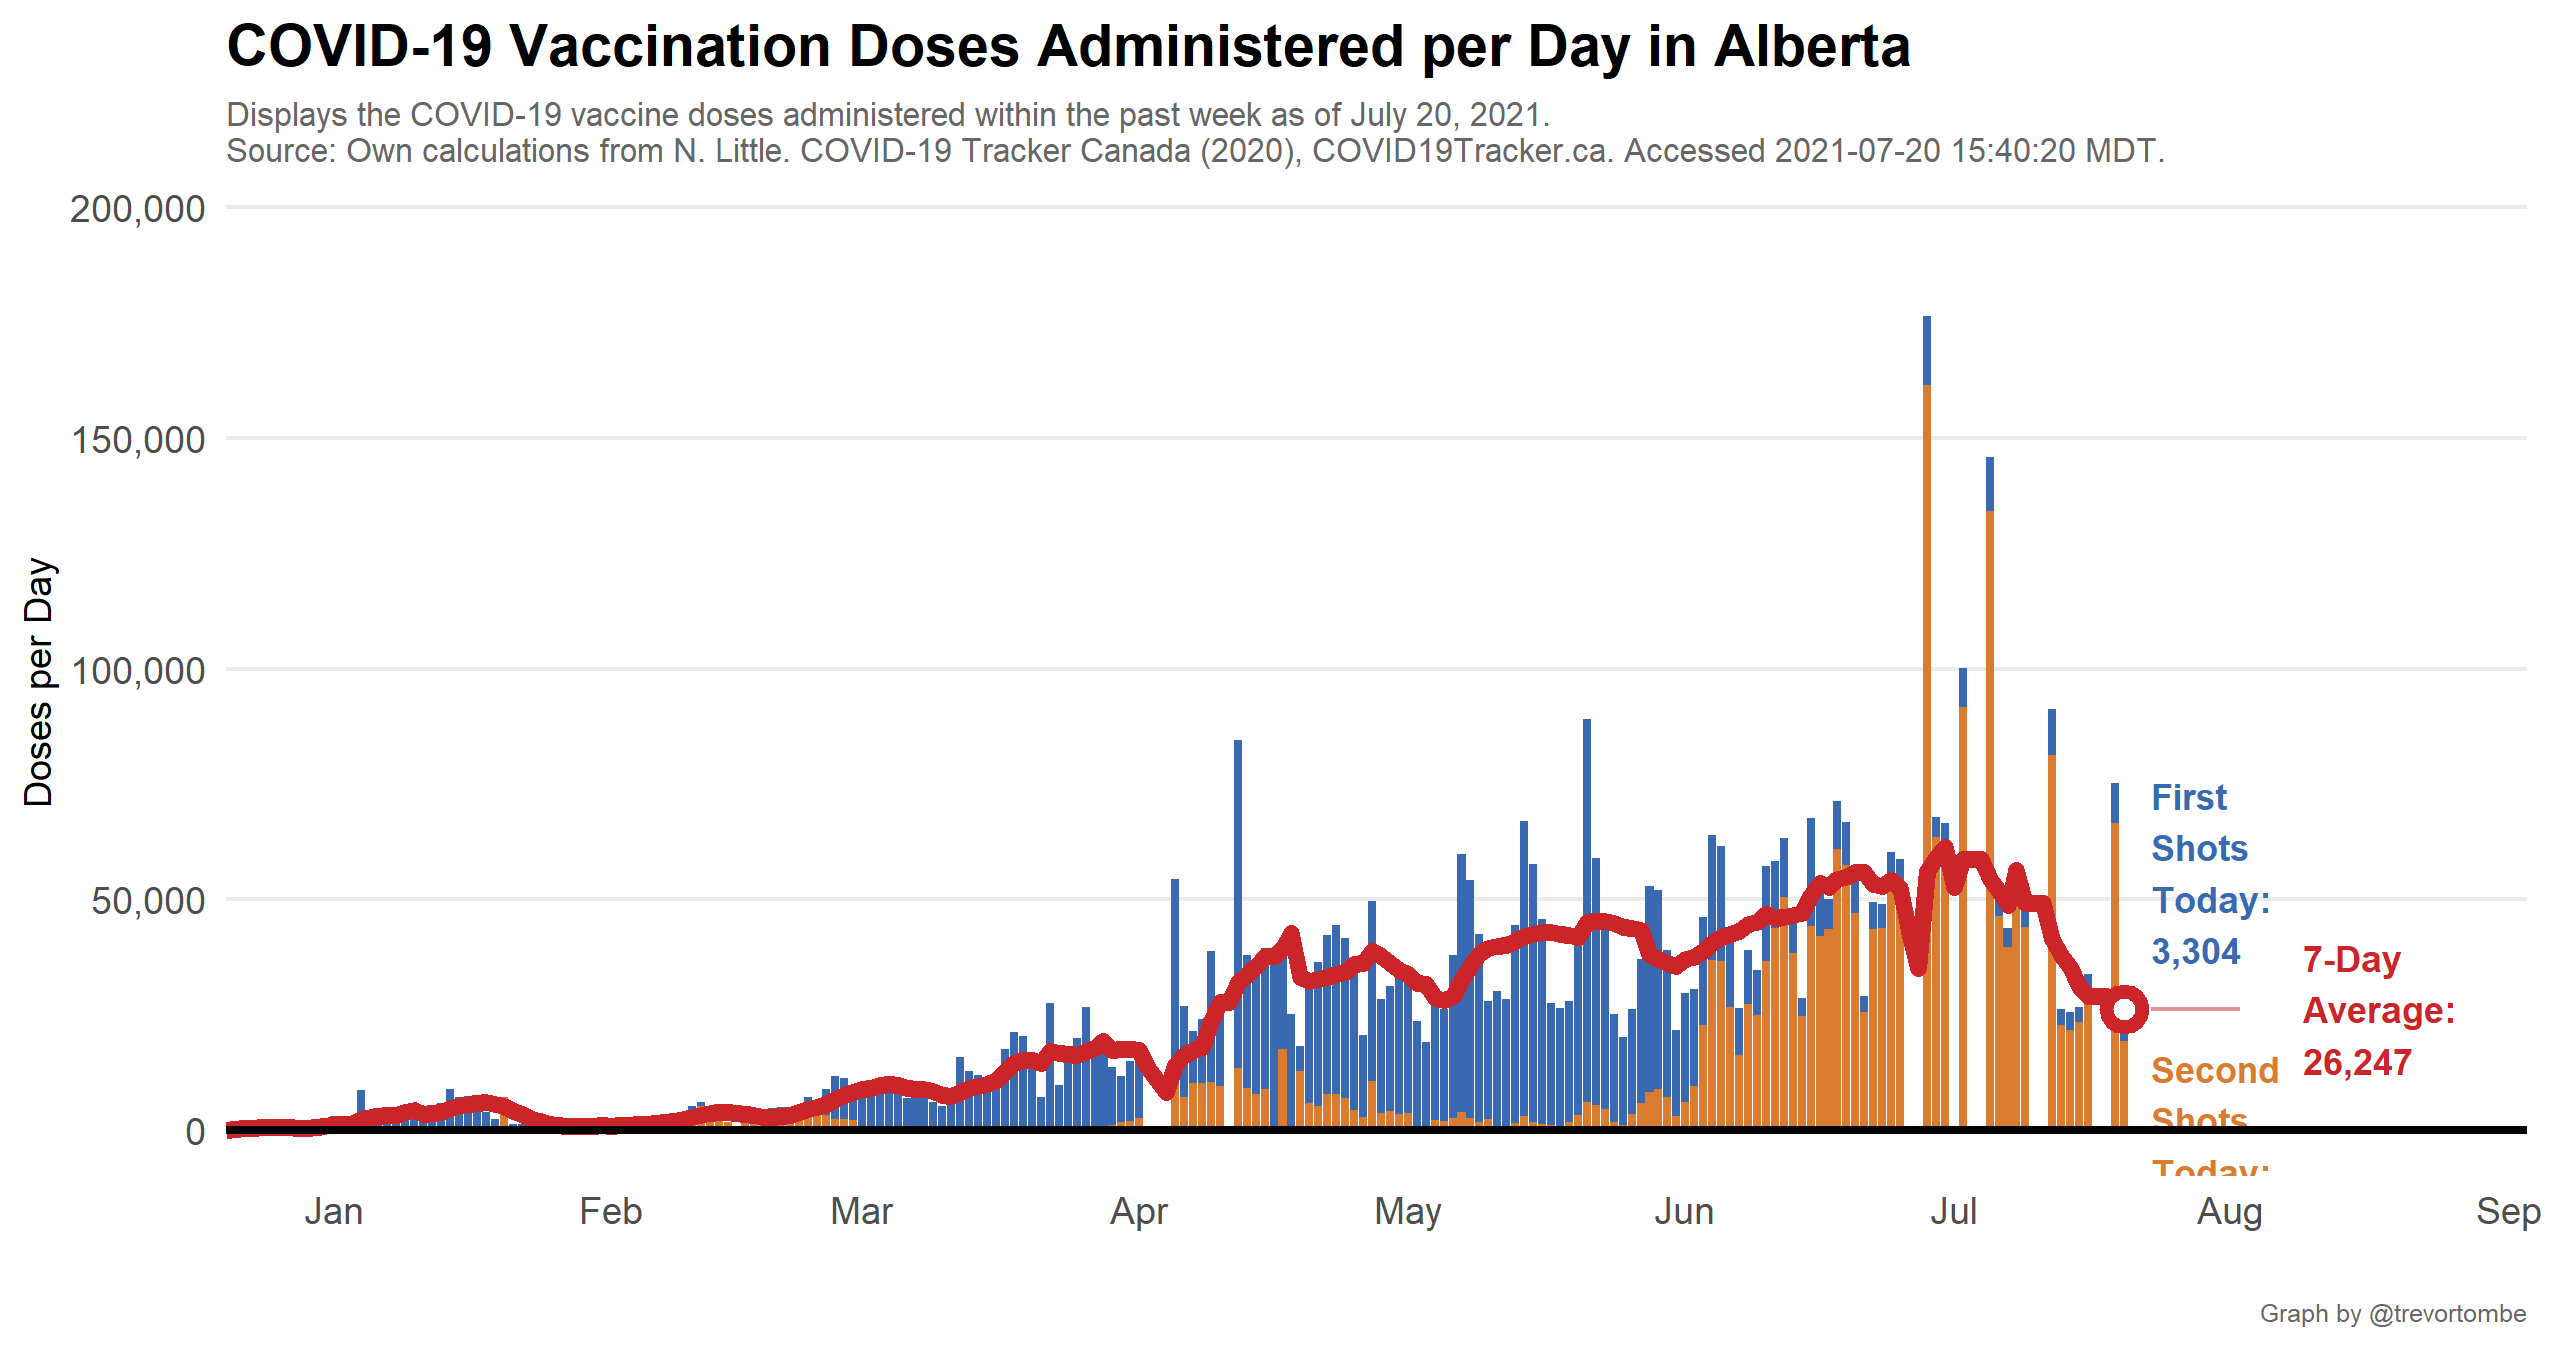 COVID-19 Vaccination Doses Administered per Day in Alberta
Displays the COVID-19 vaccine doses administered within the past week as of July 20, 2021.
Source: Own calculations from N. Little. COVID-19 Tracker Canada (2020), COVID19Tracker.ca. Accessed 2021-07-20 15:40:20 MDT.
200,000
150,000
100,000
50,000
0
Doses per Day
First
Shots
Today:
3,304
7-Day
Average:
26,247
Second
Shots
Today:
Jan
Feb
Mar
Apr
May
Jun
Jul
Aug
Sep
Graph by @trevortombe